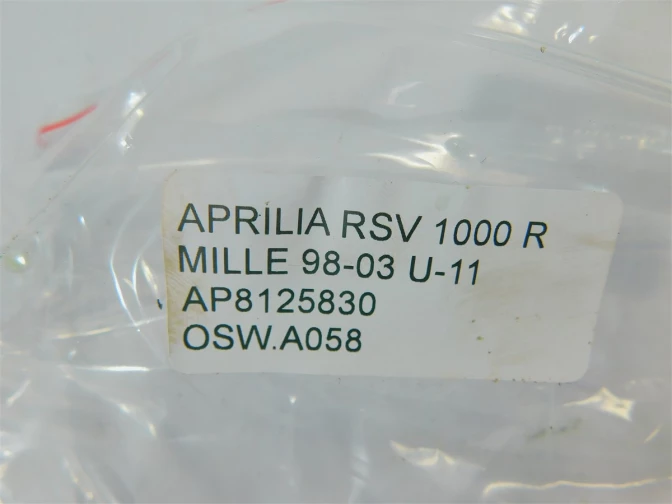 APRILIA RSV 1000 R
MILLE 98-03 U-11
AP8125830
OSW.A058